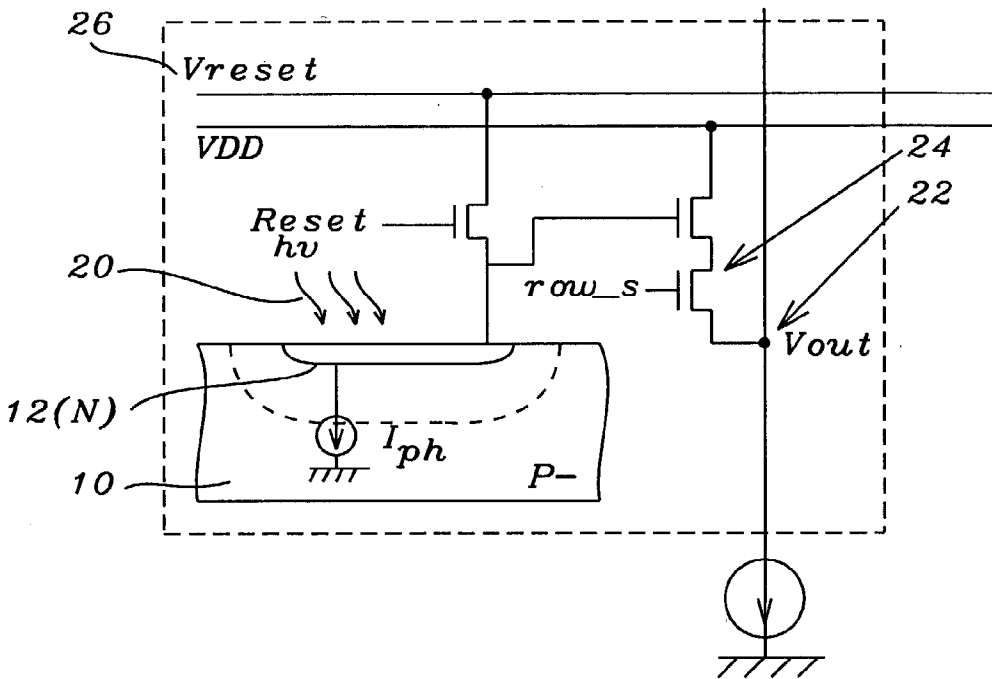 26
Vreset
VDD
24
22
Reset
hν
20
row_s
Vout
12(N)
Iph
10
P-